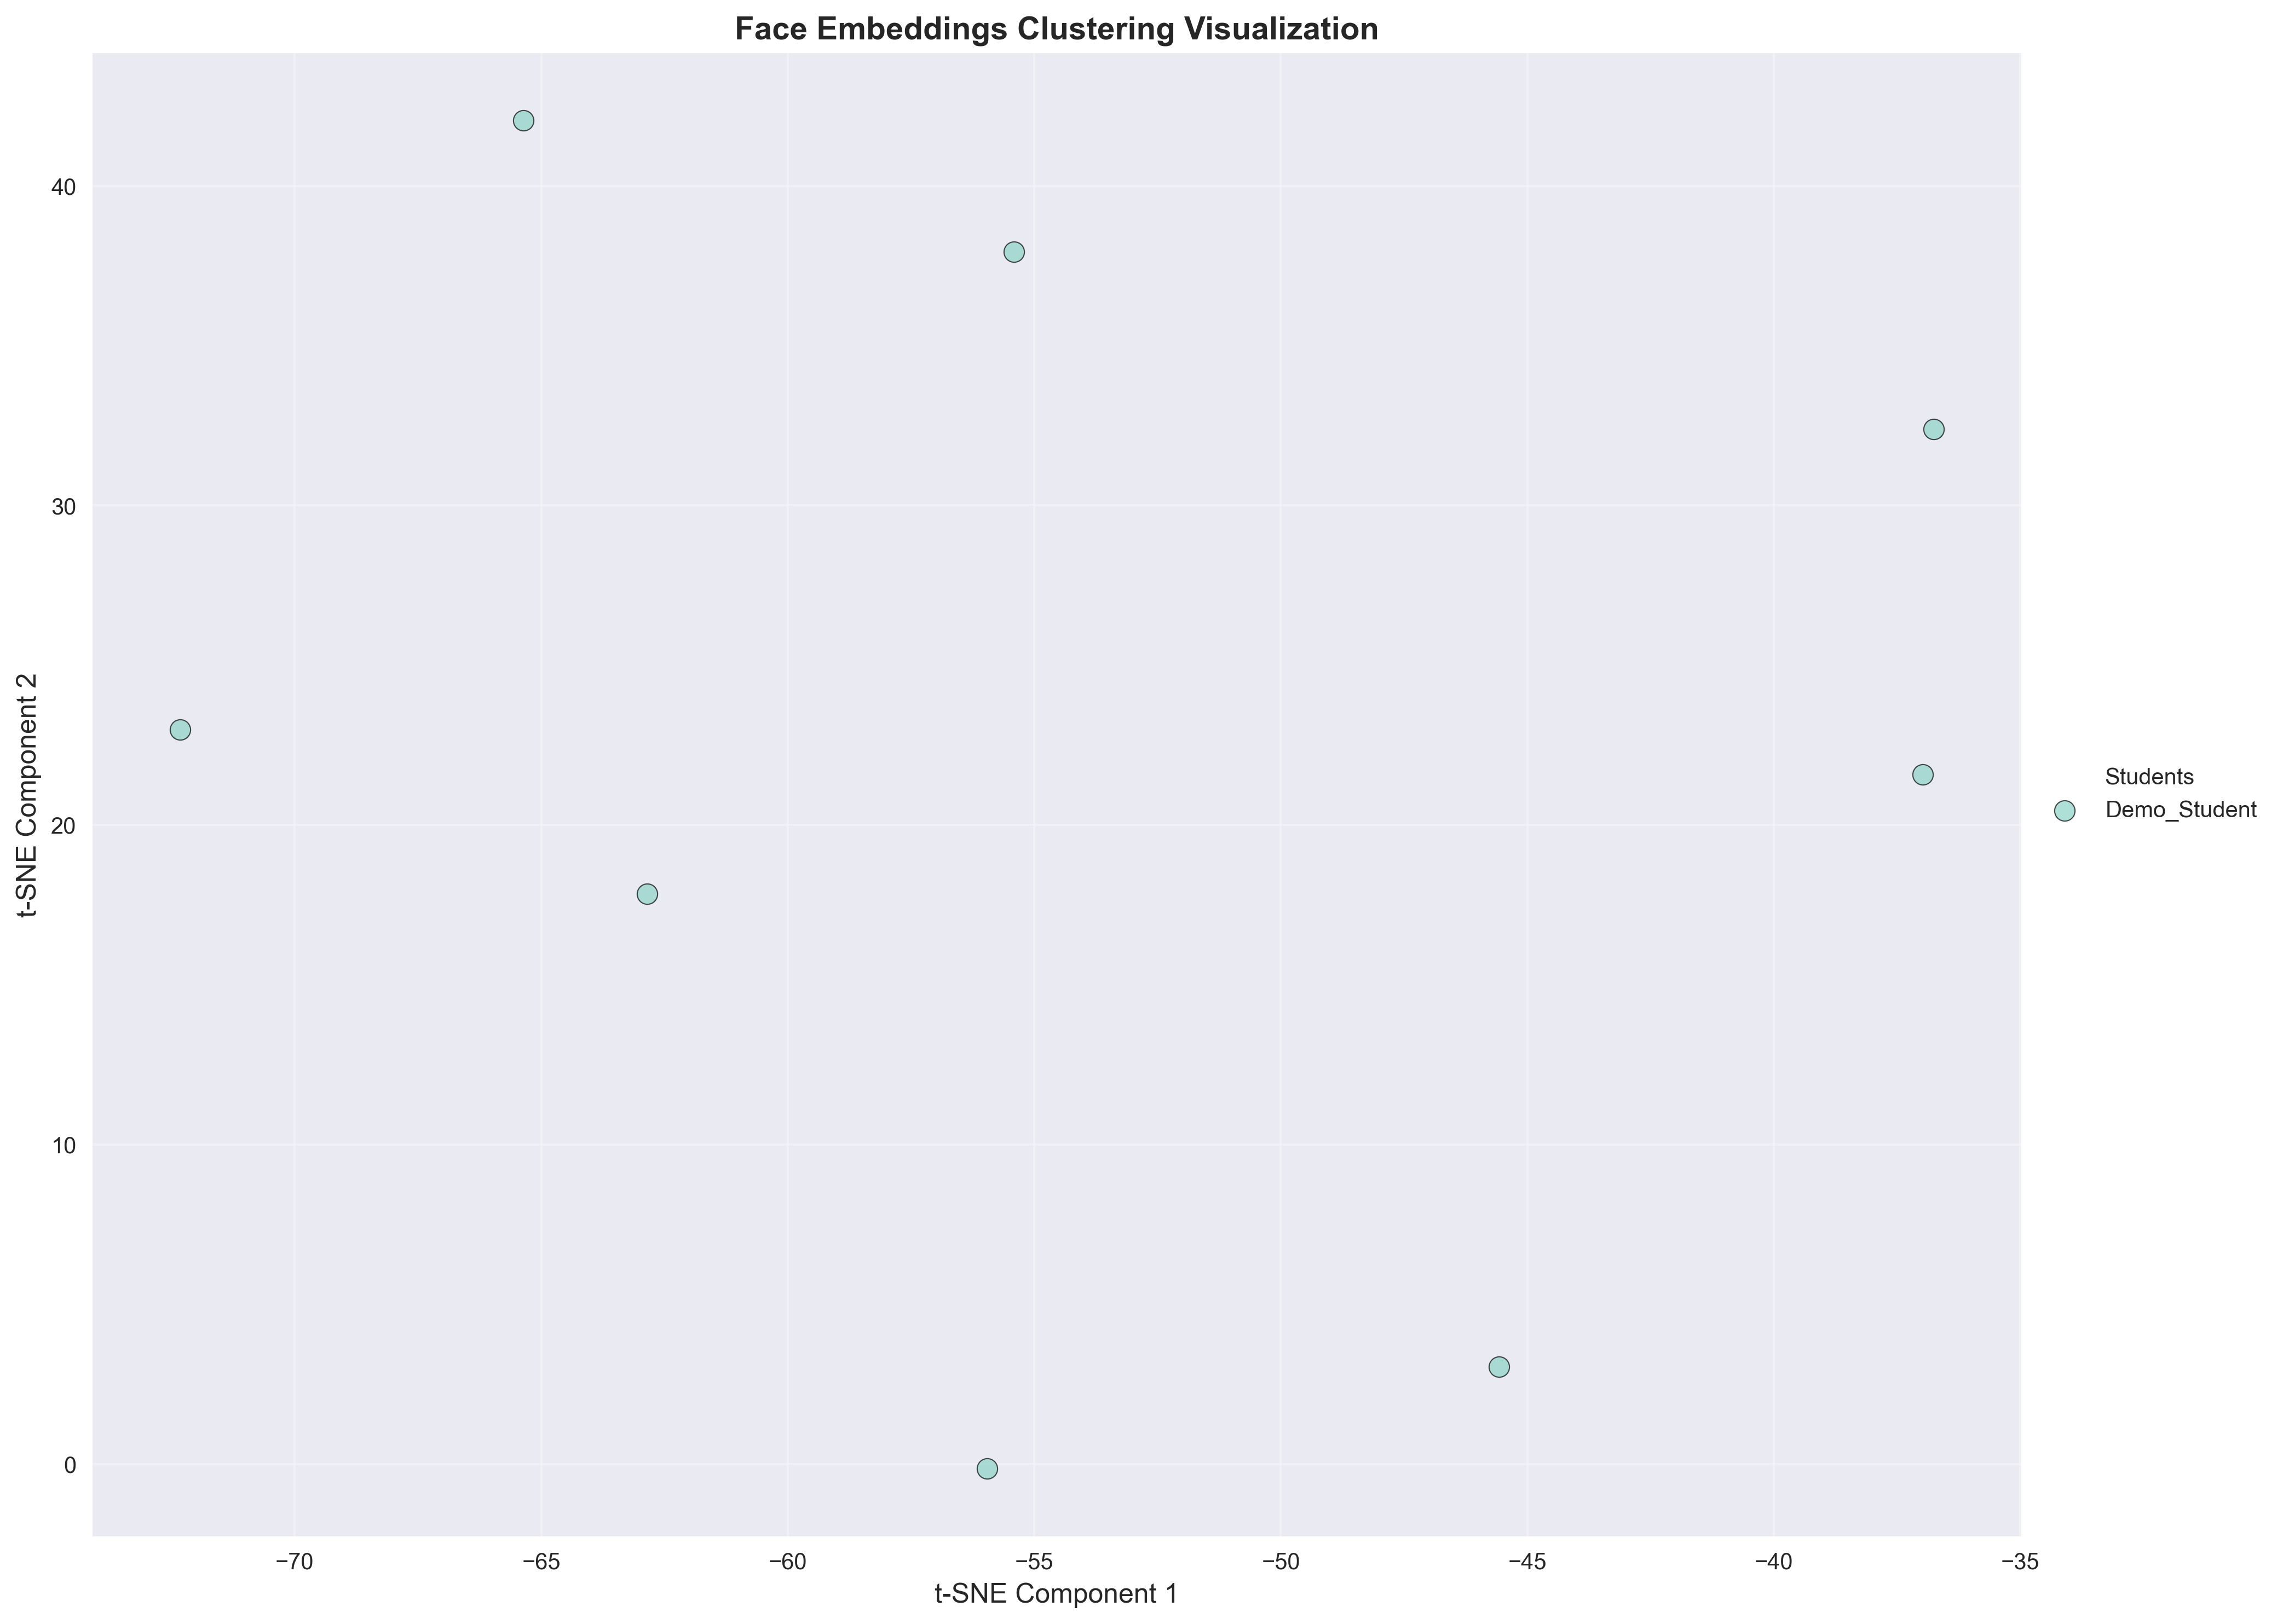 Face Embeddings Clustering Visualization
t-SNE Component 2
40
30
20
10
0
−70 −65 −60 −55 −50 −45 −40 −35
t-SNE Component 1
Students
Demo_Student